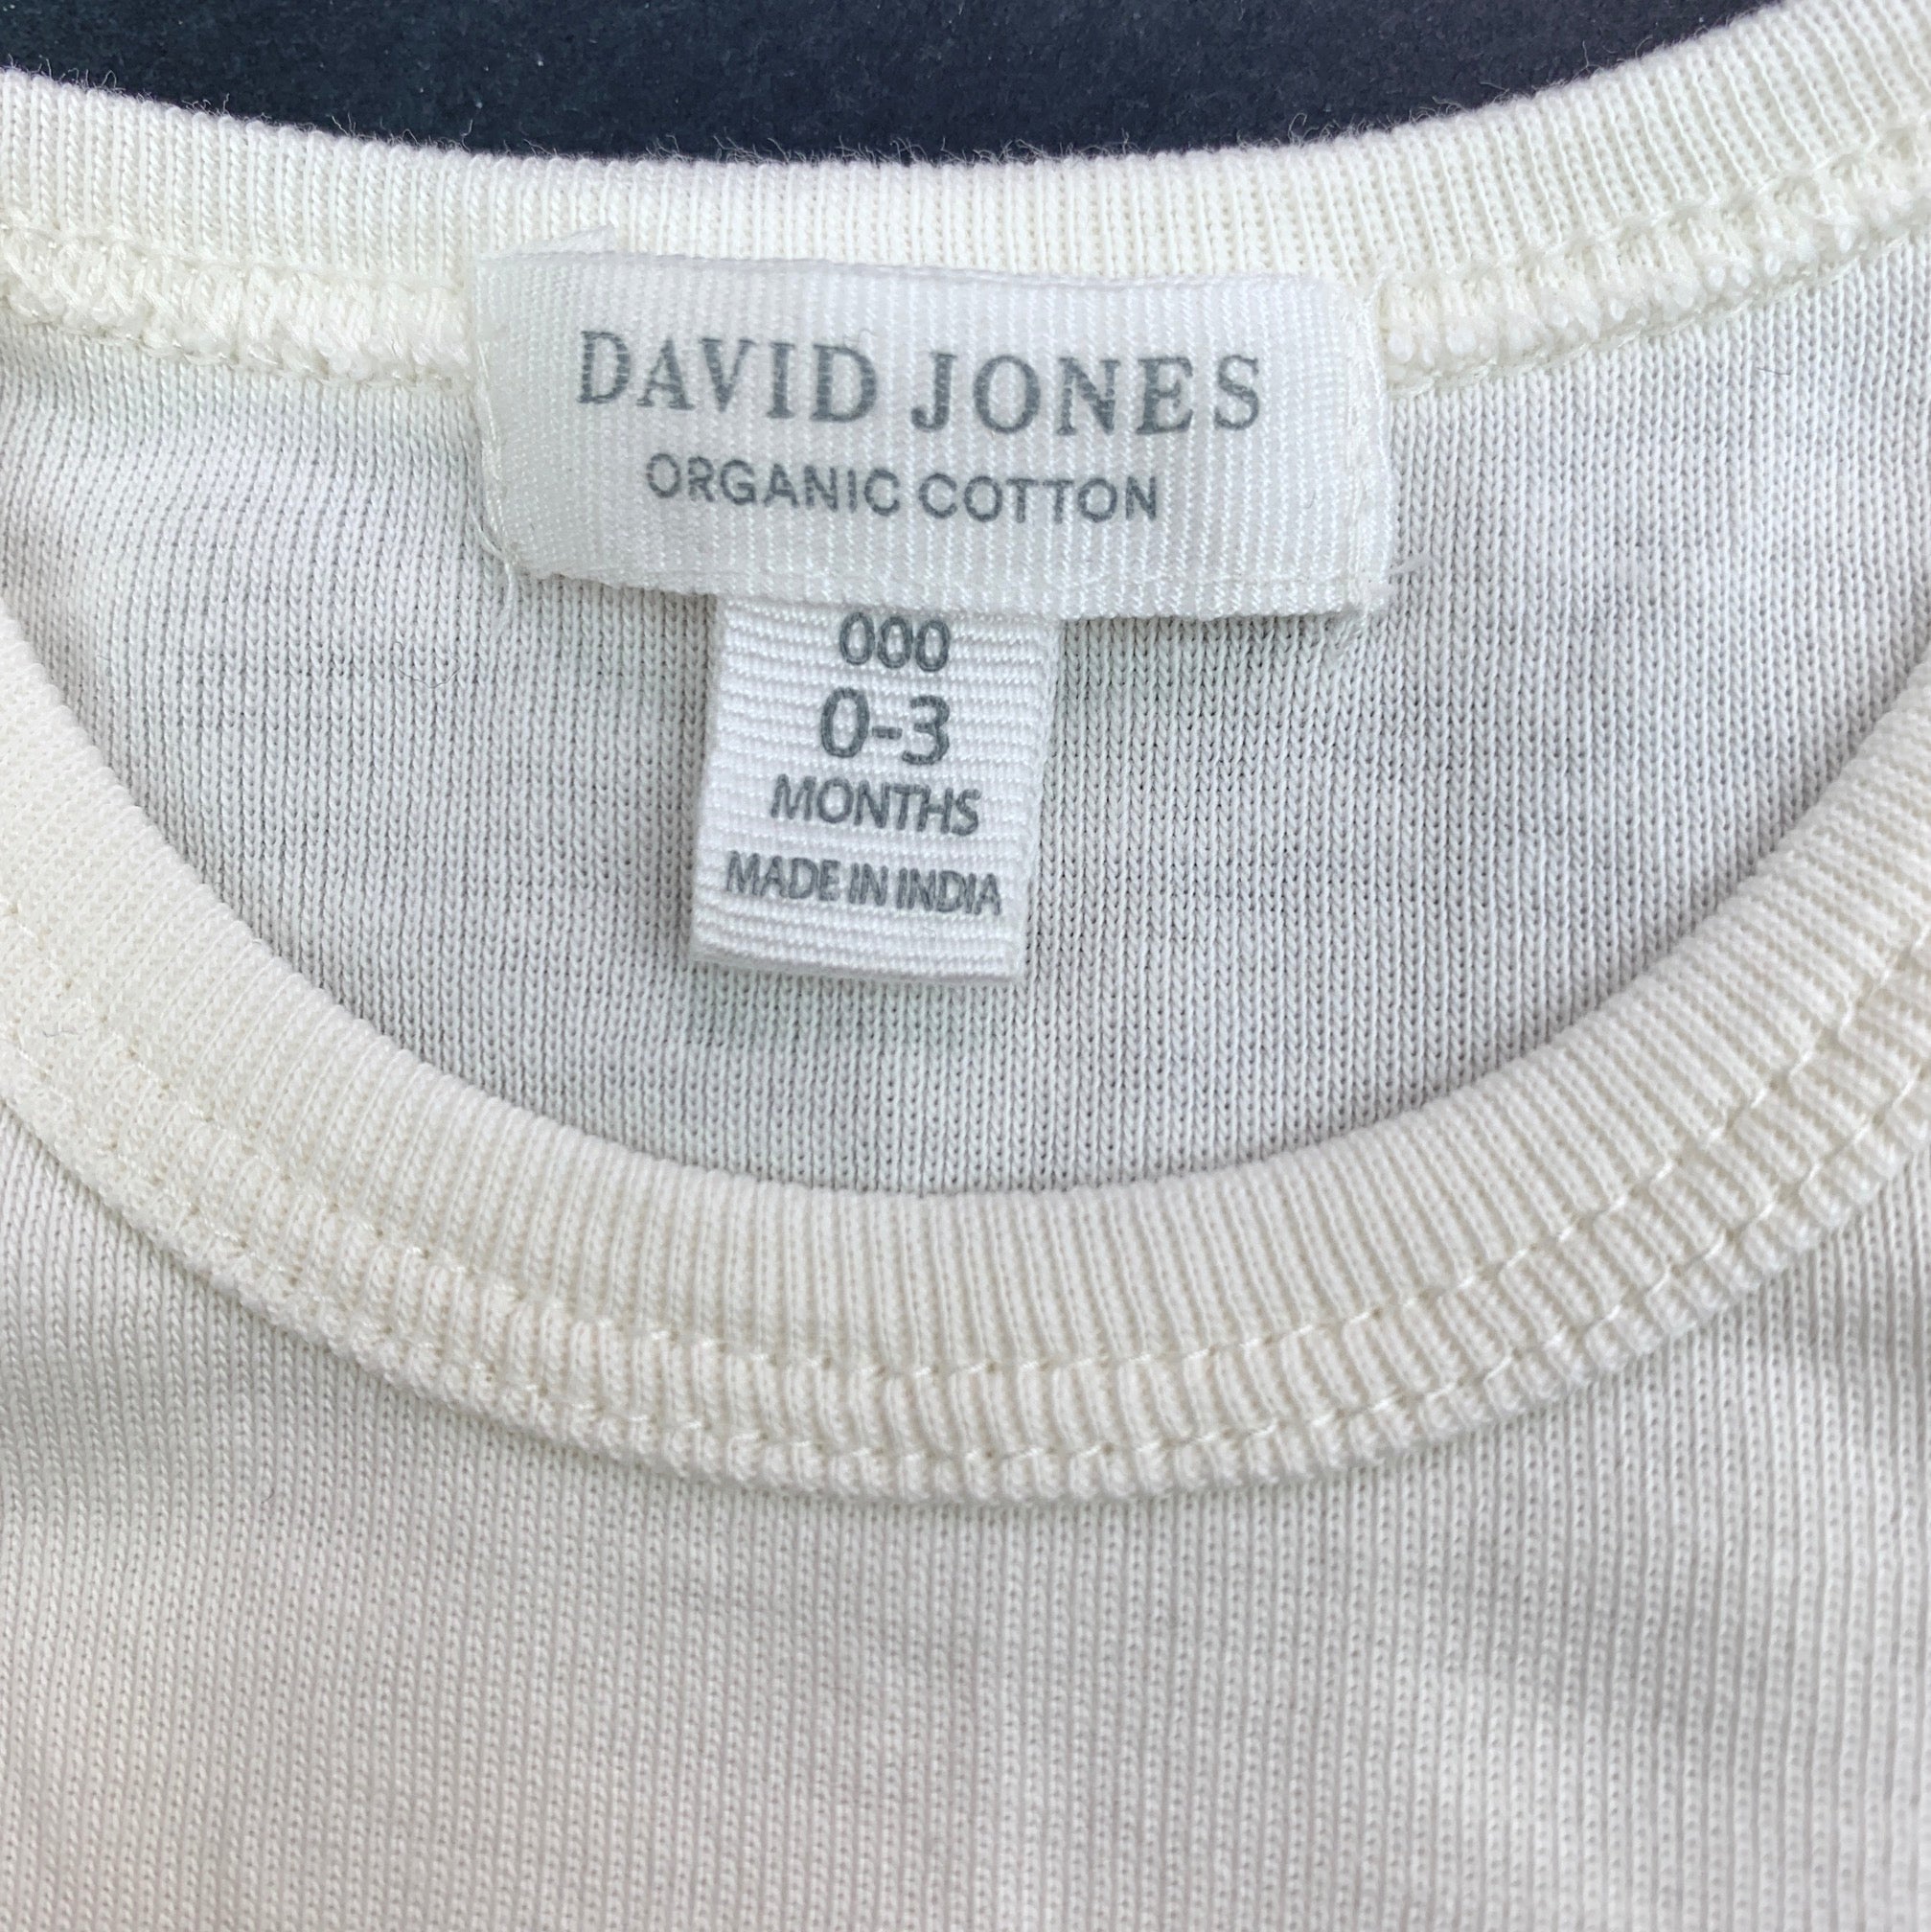 DAVID JONES
ORGANIC COTTON
000
0-3
MONTHS
MADE IN INDIA